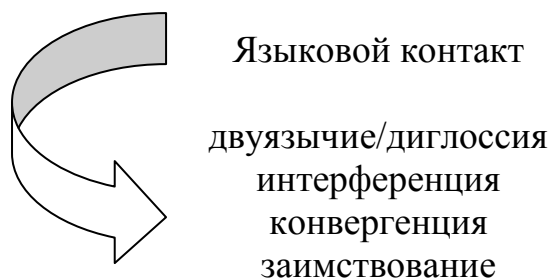 Языковой контакт
двуязычие/диглоссия
интерференция
конвергенция
заимствование